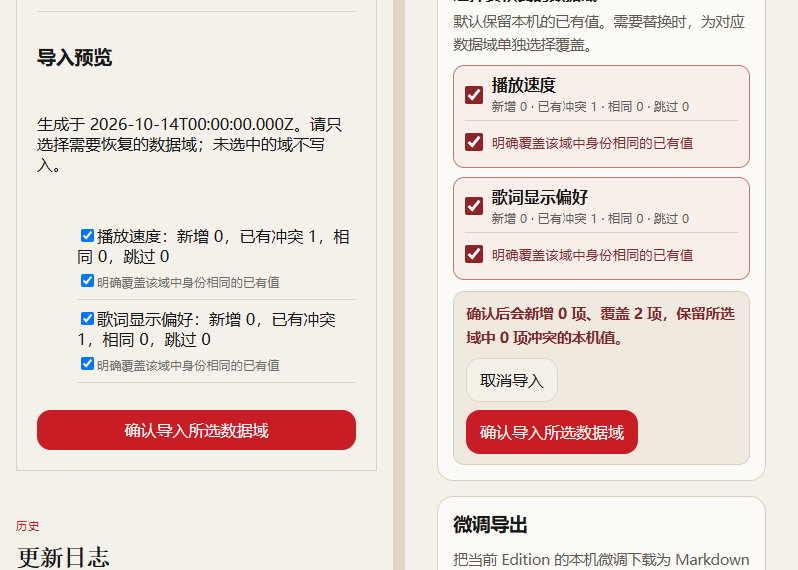 导入预览
生成于 2026-10-14T00:00:00.000Z。请只
选择需要恢复的数据域；未选中的域不写
入。
播放速度：新增 0，已有冲突 1，相
同 0，跳过 0
明确覆盖该域中身份相同的已有值
歌词显示偏好：新增 0，已有冲突
1，相同 0，跳过 0
明确覆盖该域中身份相同的已有值
确认导入所选数据域
历史
更新日志
默认保留本机的已有值。需要替换时，为对应
数据域单独选择覆盖。
播放速度
新增 0 · 已有冲突 1 · 相同 0 · 跳过 0
明确覆盖该域中身份相同的已有值
歌词显示偏好
新增 0 · 已有冲突 1 · 相同 0 · 跳过 0
明确覆盖该域中身份相同的已有值
确认后会新增 0 项、覆盖 2 项，保留所选
域中 0 项冲突的本机值。
取消导入
确认导入所选数据域
微调导出
把当前 Edition 的本机微调下载为 Markdown